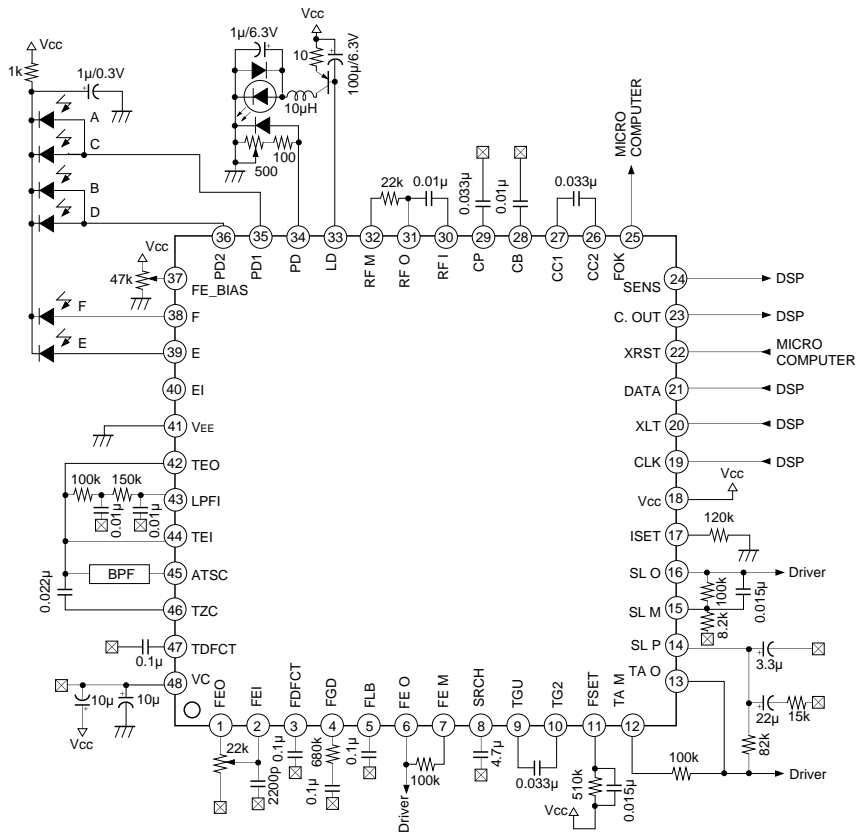 Vcc
1k
1µ/0.3V
A
C
B
D
1µ/6.3V
10µH
10
100µ/6.3V
500
100
MICRO
COMPUTER
22k
0.01µ
0.033µ
0.01µ
0.033µ
36
35
34
33
32
31
30
29
28
27
26
25
PD2
PD1
PD
LD
RF M
RF O
RF I
CP
CB
CC1
CC2
FOK
Vcc
47k
37
FE_BIAS
F
38
F
E
39
E
40
EI
41
VEE
42
TEO
100k
150k
43
LPFI
0.01µ
0.01µ
44
TEI
BPF
45
ATSC
0.022µ
46
TZC
47
TDFCT
0.1µ
48
VC
10µ
10µ
Vcc
SENS
24
DSP
C. OUT
23
DSP
XRST
22
MICRO
COMPUTER
DATA
21
DSP
XLT
20
DSP
CLK
19
DSP
Vcc
18
Vcc
ISET
17
120k
SL O
16
Driver
100k
0.015µ
SL M
15
8.2k
SL P
14
3.3µ
TA O
13
22µ
15k
82k
FEO
FEI
FDFCT
FGD
FLB
FE O
FE M
SRCH
TGU
TG2
FSET
TA M
1
2
3
4
5
6
7
8
9
10
11
12
22k
2200p
0.1µ
680k
0.1µ
0.1µ
100k
Driver
4.7µ
0.033µ
510k
0.015µ
Vcc
100k
Driver